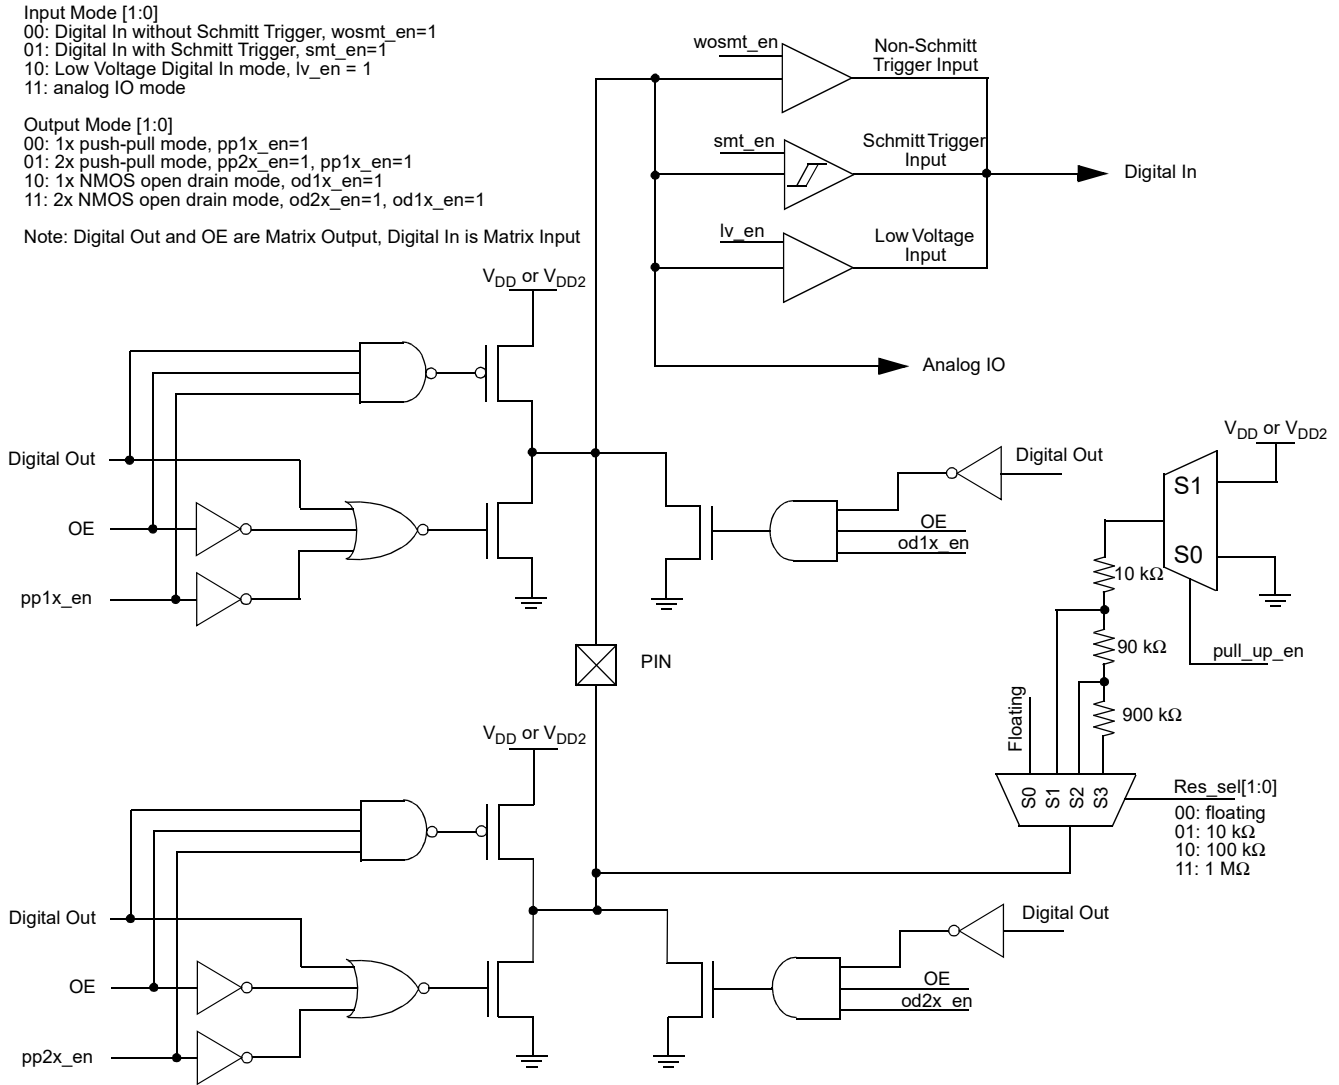 Input Mode [1:0]
00: Digital In without Schmitt Trigger, wosmt_en=1
01: Digital In with Schmitt Trigger, smt_en=1
10: Low Voltage Digital In mode, lv_en = 1
11: analog IO mode
Output Mode [1:0]
00: 1x push-pull mode, pp1x_en=1
01: 2x push-pull mode, pp2x_en=1, pp1x_en=1
10: 1x NMOS open drain mode, od1x_en=1
11: 2x NMOS open drain mode, od2x_en=1, od1x_en=1
Note: Digital Out and OE are Matrix Output, Digital In is Matrix Input
wosmt_en
Non-Schmitt
Trigger Input
smt_en
Schmitt Trigger
Input
Digital In
lv_en
Low Voltage
Input
Analog IO
VDD or VDD2
Digital Out
OE
pp1x_en
Digital Out
OE
od1x_en
VDD or VDD2
S1
S0
10 kΩ
90 kΩ
900 kΩ
pull_up_en
PIN
Floating
S0
S1
S2
S3
Res_sel[1:0]
00: floating
01: 10 kΩ
10: 100 kΩ
11: 1 MΩ
VDD or VDD2
Digital Out
OE
pp2x_en
Digital Out
OE
od2x_en